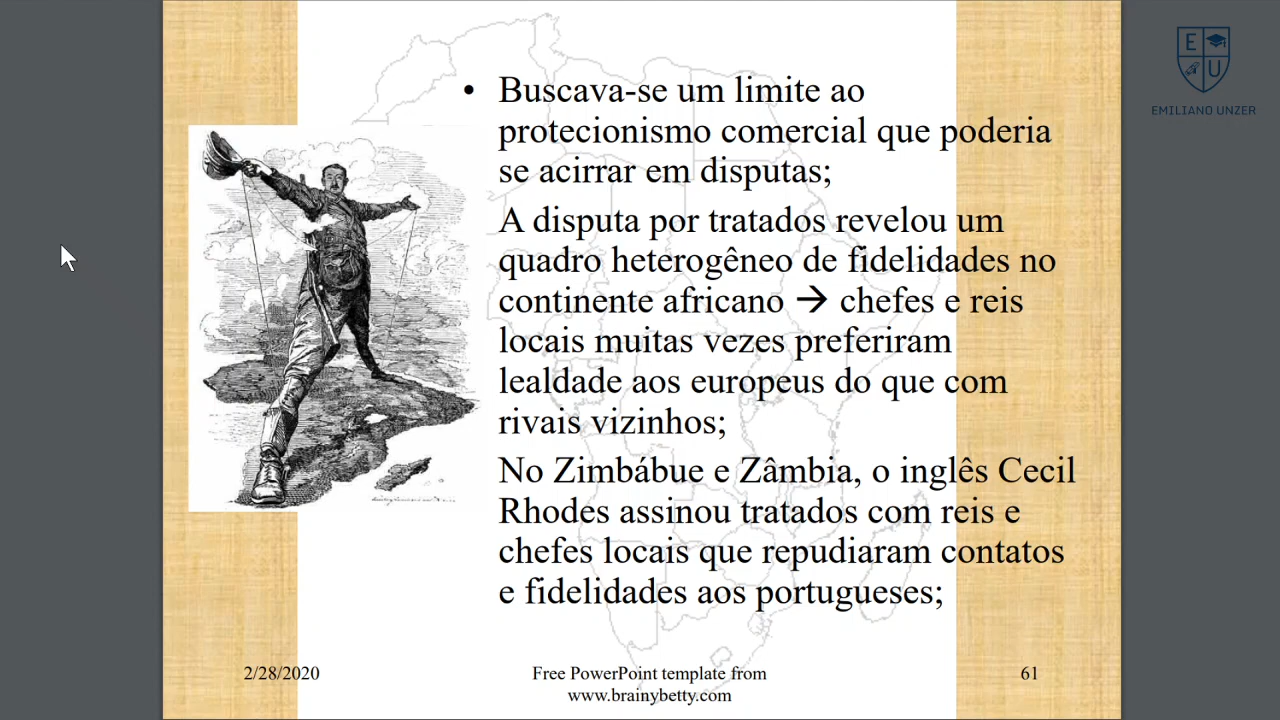 E
U
EMILIANO UNZER
• Buscava-se um limite ao
protecionismo comercial que poderia
se acirrar em disputas;
A disputa por tratados revelou um
quadro heterogêneo de fidelidades no
continente africano → chefes e reis
locais muitas vezes preferiram
lealdade aos europeus do que com
rivais vizinhos;
No Zimbábue e Zâmbia, o inglês Cecil
Rhodes assinou tratados com reis e
chefes locais que repudiaram contatos
e fidelidades aos portugueses;
2/28/2020
Free PowerPoint template from
www.brainybetty.com
61